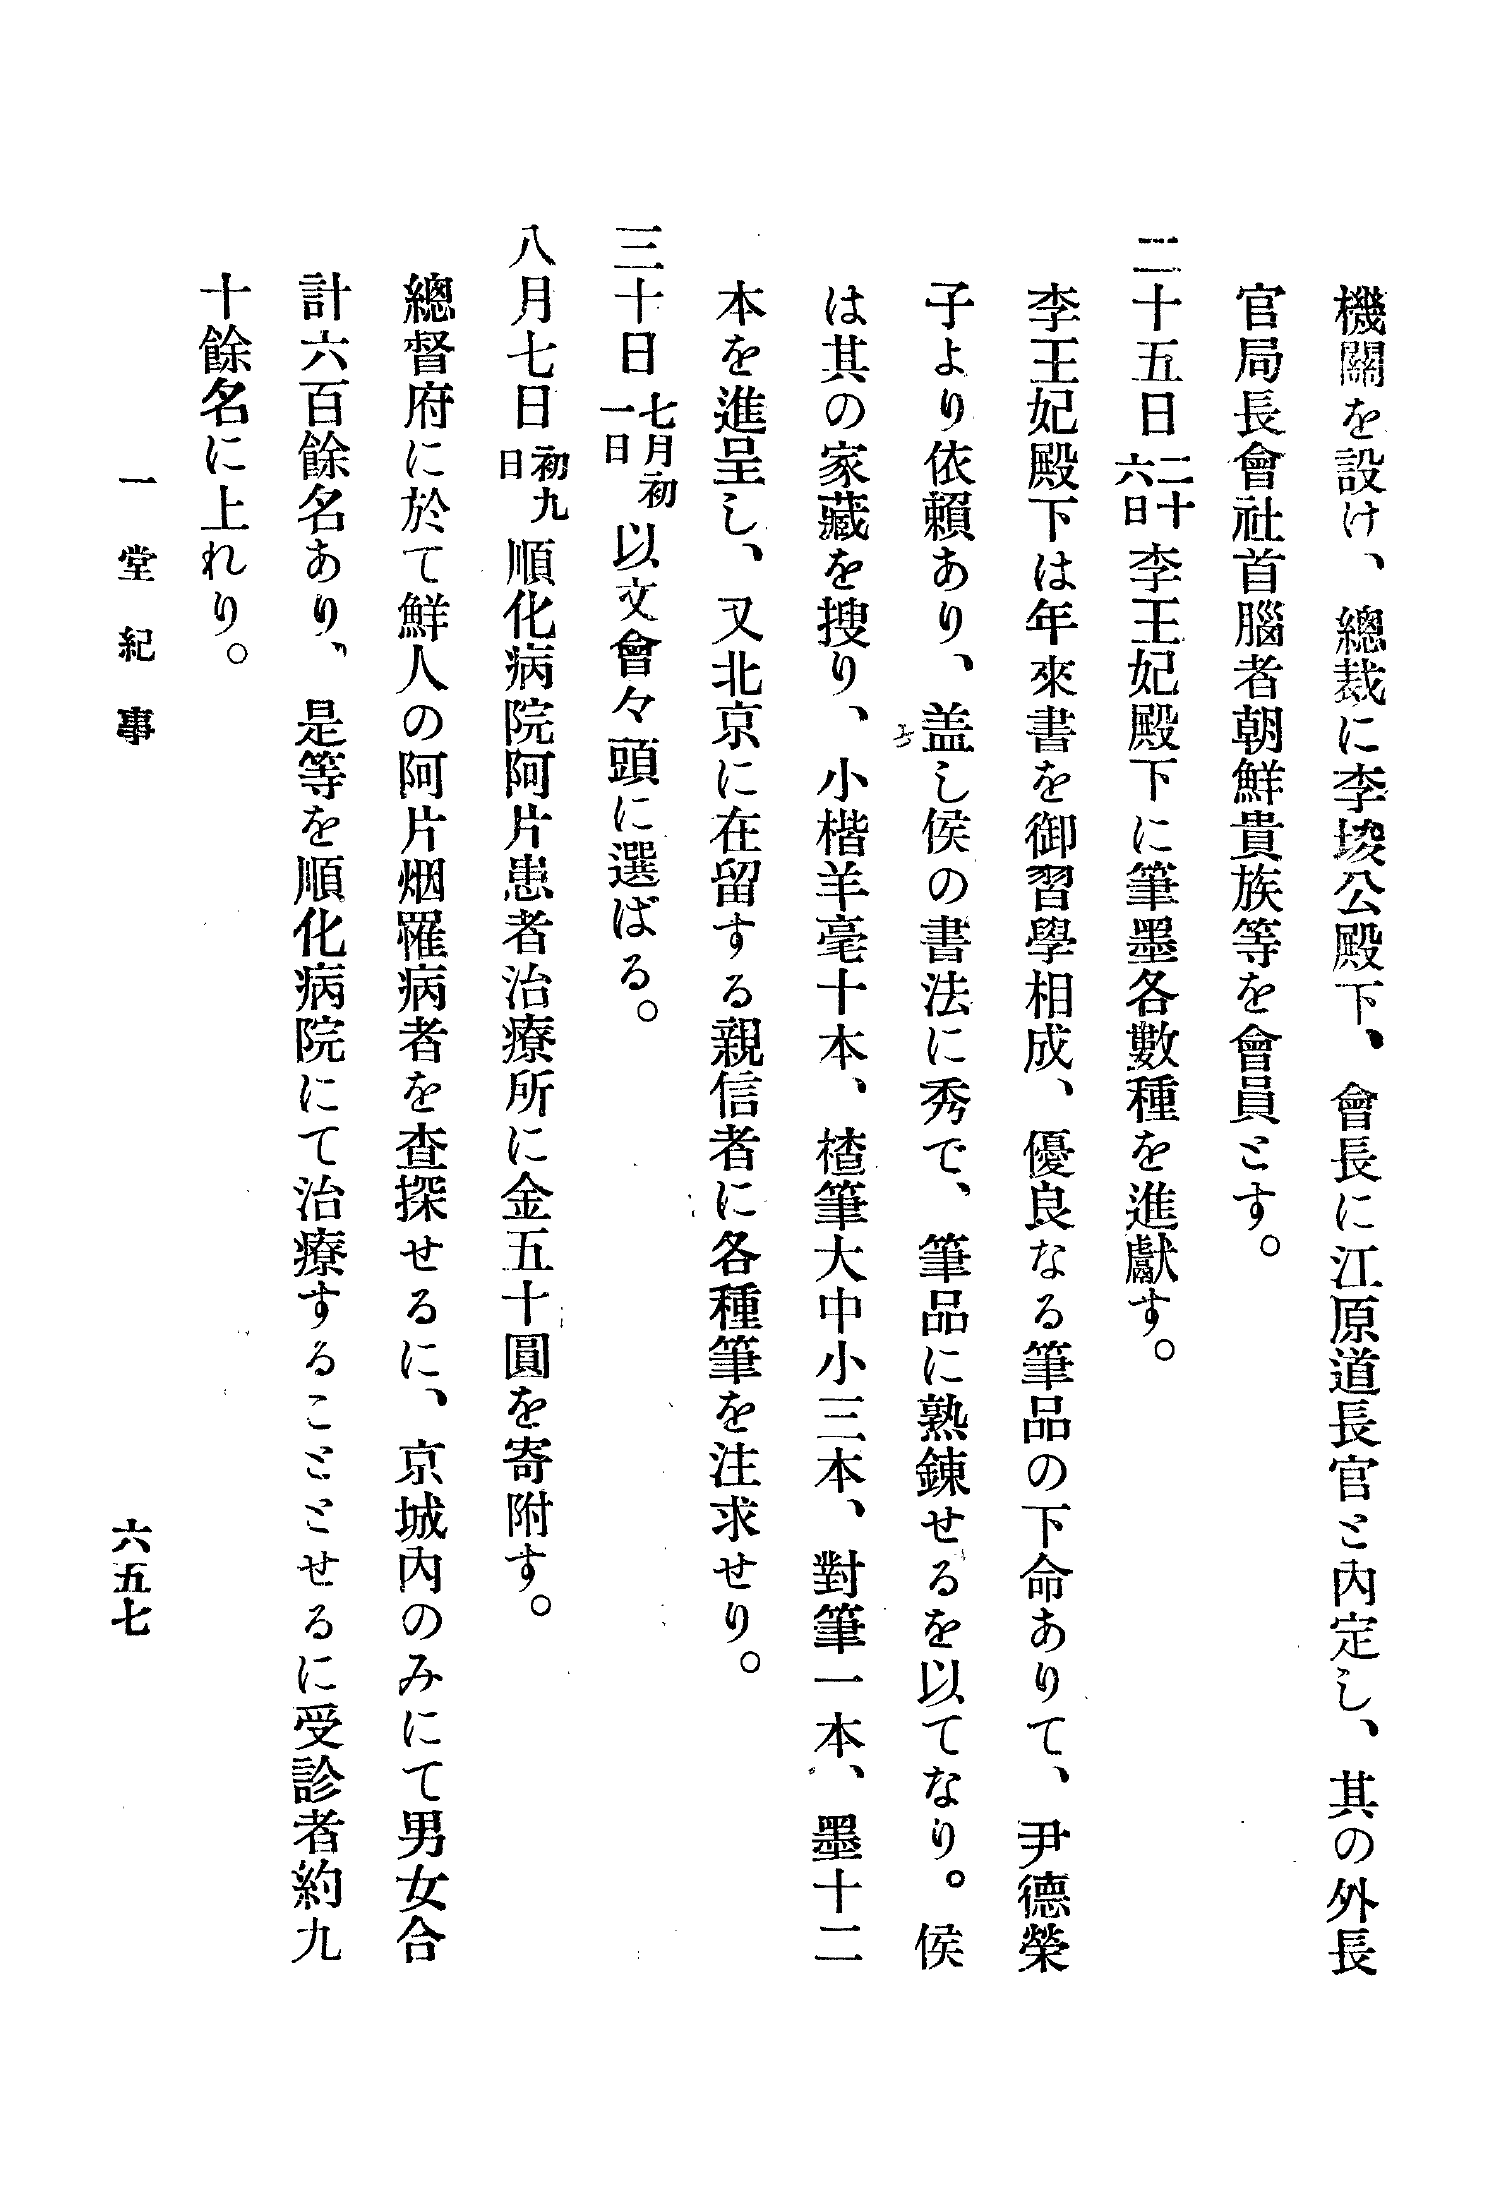 機關を設け、總裁に李埈公殿下、會長に江原道長官と內定し、其の外長
官局長會社首腦者朝鮮貴族等を會員とす。
二十五日二十六日李王妃殿下に筆墨各數種を進獻す。
李王妃殿下は年來書を御習學相成、優良なる筆品の下命ありて、尹德榮
子より依賴あり、盖し侯の書法に秀で、筆品に熟鍊せるを以てなり。侯
は其の家藏を搜り、小楷羊毫十本、楂筆大中小三本、對筆一本、墨十二
本を進呈し、又北京に在留する親信者に各種筆を注求せり。
三十日七月初一日以文會々頭に選ばる。
八月七日初九日順化病院阿片患者治療所に金五十圓を寄附す。
總督府に於て鮮人の阿片烟罹病者を查探せるに、京城內のみにて男女合
計六百餘名あり、是等を順化病院にて治療することとせるに受診者約九
十餘名に上れり。
一堂紀事
六五七